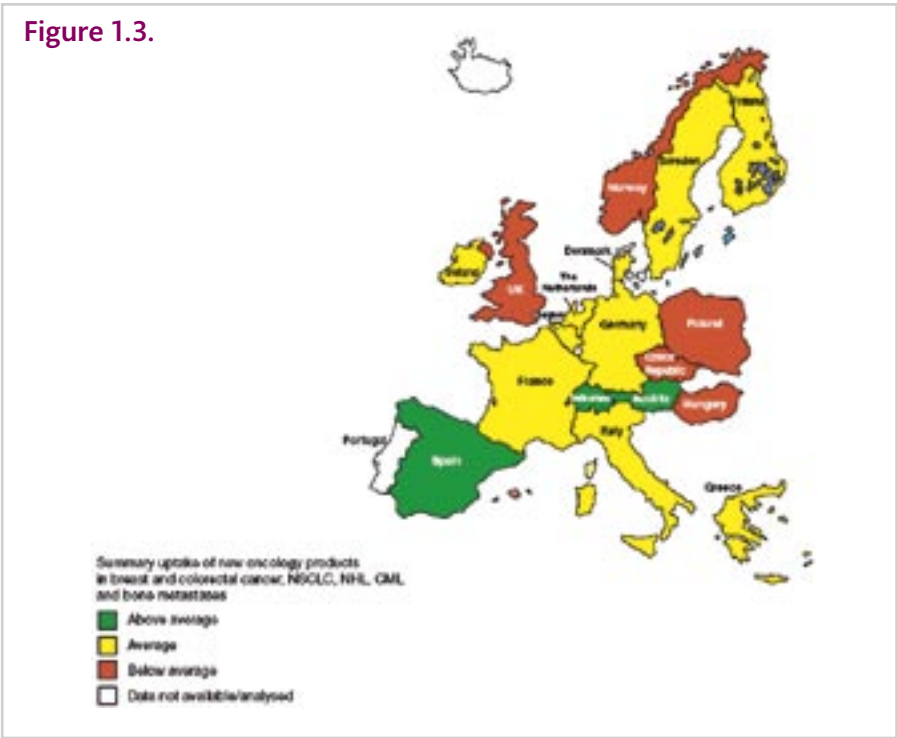 Figure 1.3.
Finland
Sweden
Norway
Denmark
The
Netherlands
Ireland
UK
Germany
Poland
Czech
Republic
France
Austria
Hungary
Italy
Portugal
Spain
Greece
Summary uptake of new oncology products
in breast and colorectal cancer, NSCLC, NHL, CML
and bone metastases
Above average
Average
Below average
Data not available/analysed